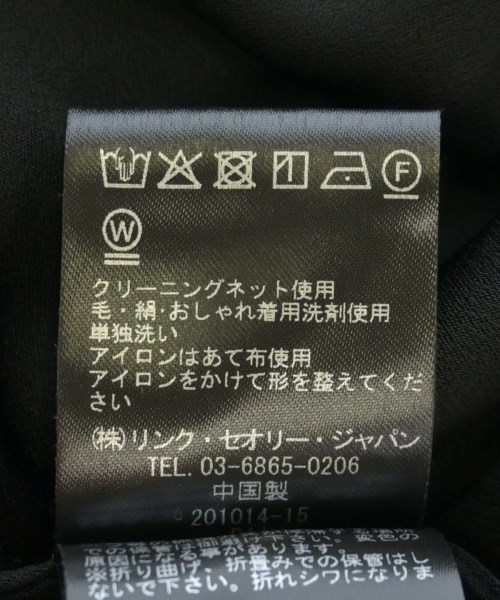 F
W
クリーニングネット使用
毛・絹・おしゃれ着用洗剤使用
単独洗い
アイロンはあて布使用
アイロンをかけて形を整えてくだ
さい
㈱リンク・セオリー・ジャパン
TEL. 03-6865-0206
中国製
6 201014-15
原因になる事があります。
※折り曲げ、折畳みでの保管はし
ないで下さい。折れシワになりま